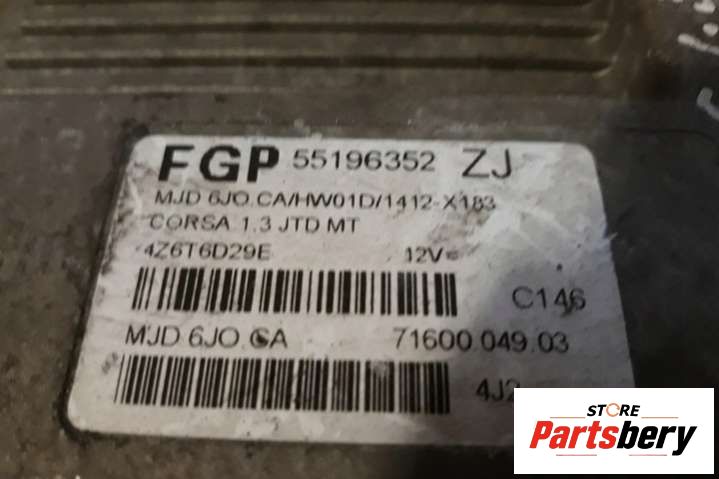 FGP 55196352 ZJ
MJD 6JO.CA/HW01D/1412-X183
CORSA 1.3 JTD MT
4Z6T6D29E 12V
C146
MJD 6JO.CA 71600.049.03
4J2
STORE
Partsbery